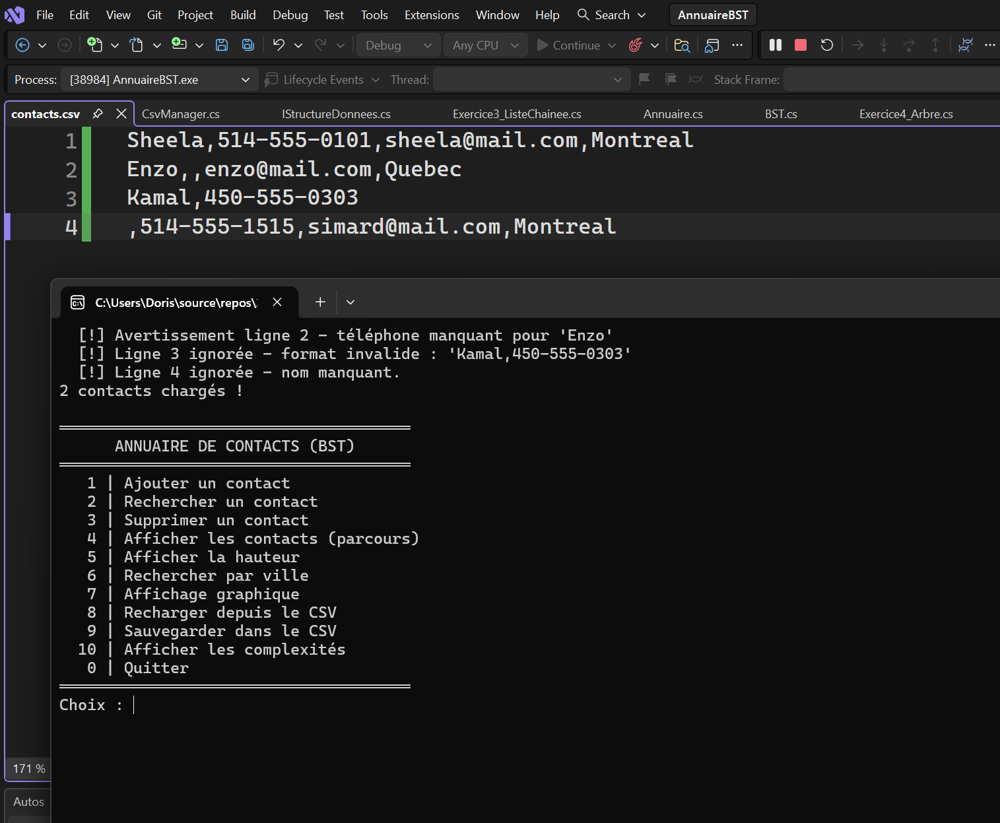 File Edit View Git Project Build Debug Test Tools Extensions Window Help Search AnnuaireBST
Debug Any CPU Continue
Process: [38984] AnnuaireBST.exe Lifecycle Events Thread: Stack Frame:
contacts.csv CsvManager.cs IStructureDonnees.cs Exercice3_ListeChainee.cs Annuaire.cs BST.cs Exercice4_Arbre.cs
1 Sheela,514-555-0101,sheela@mail.com,Montreal
2 Enzo,,enzo@mail.com,Quebec
3 Kamal,450-555-0303
4 ,514-555-1515,simard@mail.com,Montreal
C:\Users\Doris\source\repos\
[!] Avertissement ligne 2 - téléphone manquant pour 'Enzo'
[!] Ligne 3 ignorée - format invalide : 'Kamal,450-555-0303'
[!] Ligne 4 ignorée - nom manquant.
2 contacts chargés !
ANNUAIRE DE CONTACTS (BST)
1 | Ajouter un contact
2 | Rechercher un contact
3 | Supprimer un contact
4 | Afficher les contacts (parcours)
5 | Afficher la hauteur
6 | Rechercher par ville
7 | Affichage graphique
8 | Recharger depuis le CSV
9 | Sauvegarder dans le CSV
10 | Afficher les complexités
0 | Quitter
Choix :
171 %
Autos